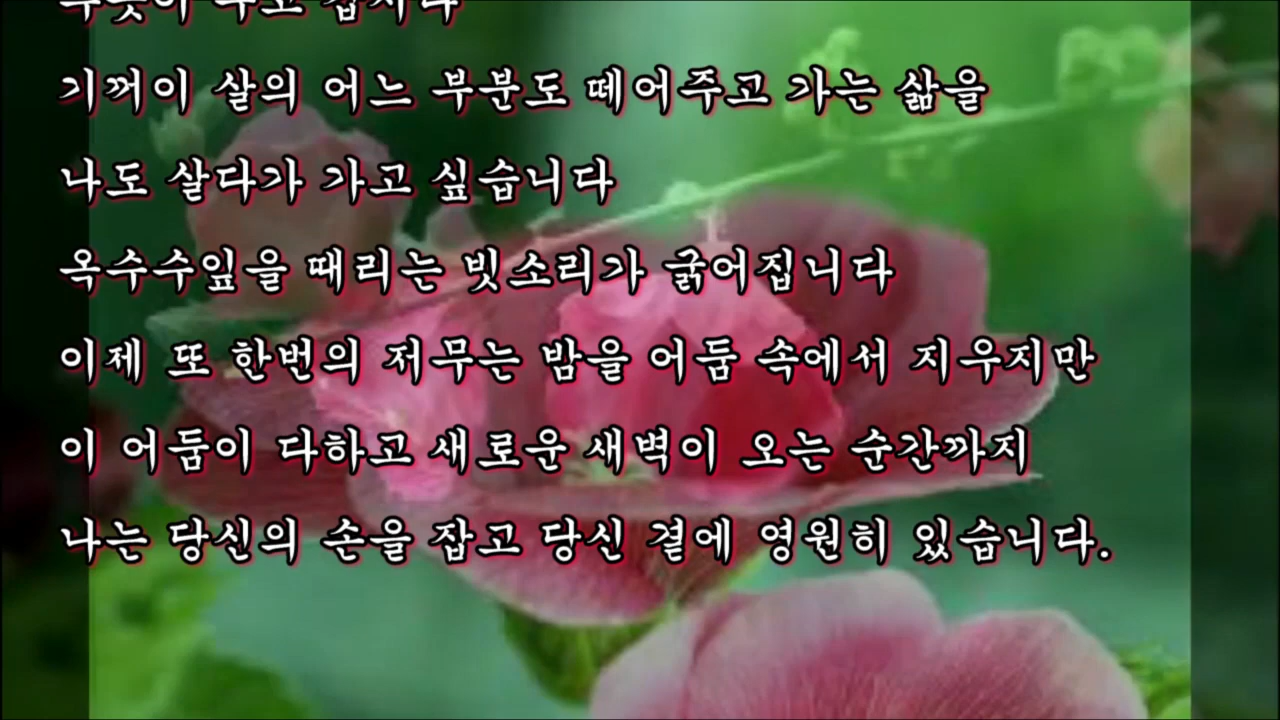 기꺼이 살의 어느 부분도 떼어주고 가는 삶을
나도 살다가 가고 싶습니다
옥수수잎을 때리는 빗소리가 굵어집니다
이제 또 한번의 저무는 밤을 어둠 속에서 지우지만
이 어둠이 다하고 새로운 새벽이 오는 순간까지
나는 당신의 손을 잡고 당신 곁에 영원히 있습니다.